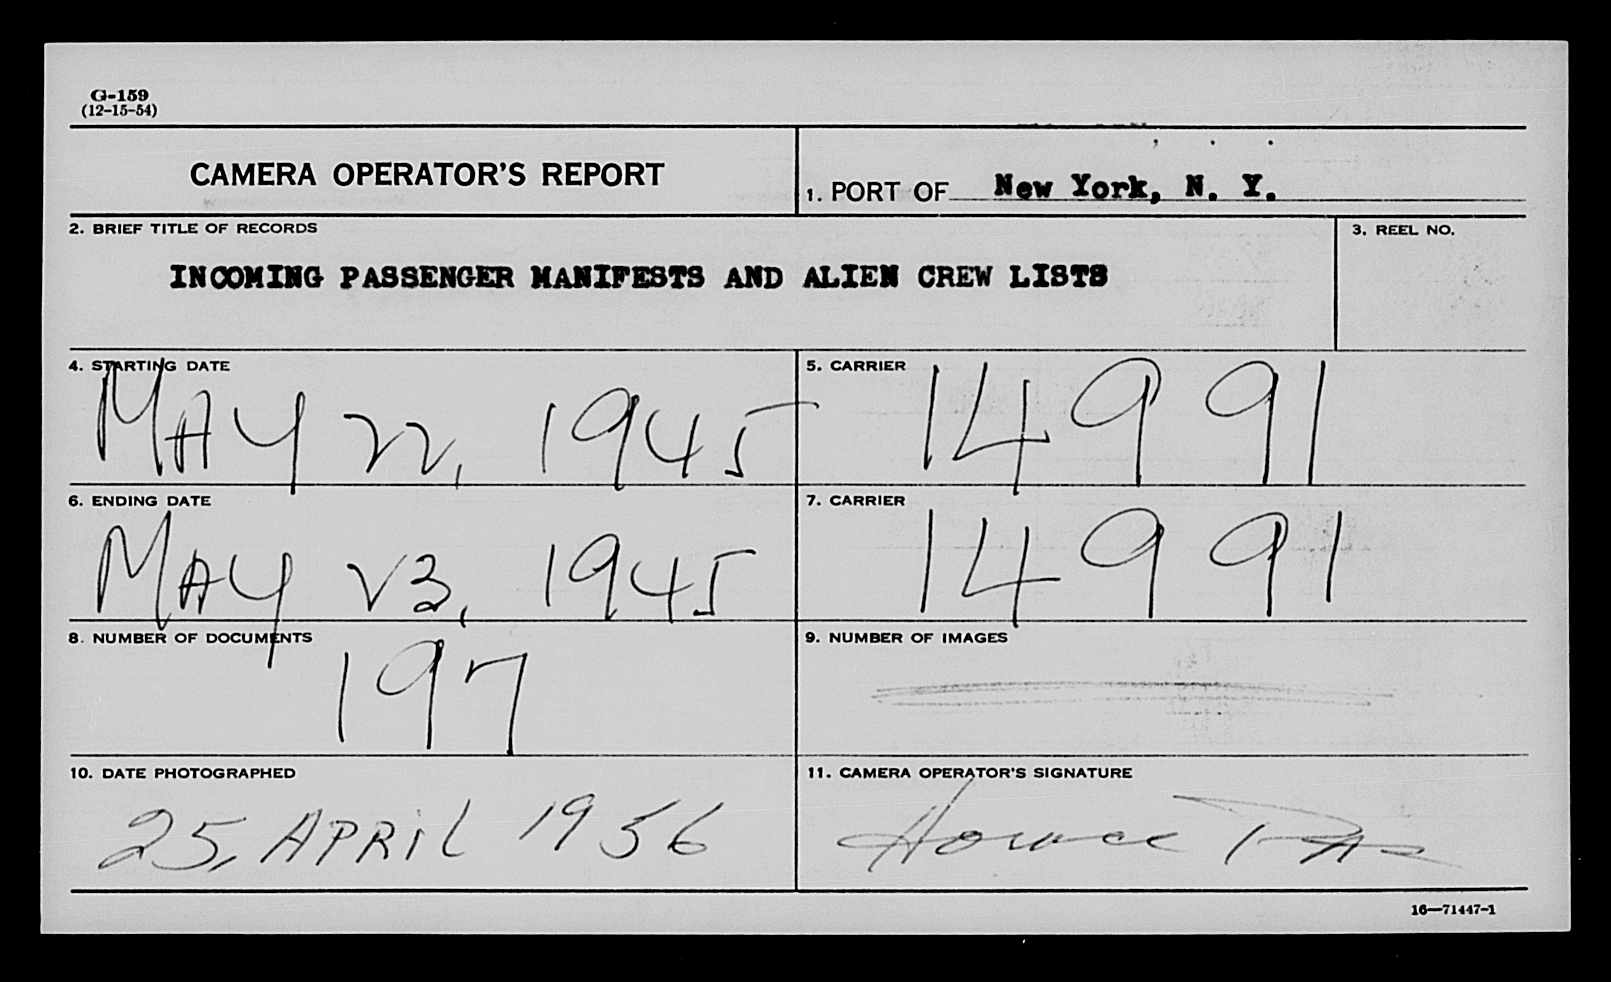 G-159
(12-15-54)
CAMERA OPERATOR'S REPORT
1. PORT OF New York, N. Y.
2. BRIEF TITLE OF RECORDS
3. REEL NO.
INCOMING PASSENGER MANIFESTS AND ALIEN CREW LISTS
4. STARTING DATE
5. CARRIER
MAY 22, 1945
14991
6. ENDING DATE
7. CARRIER
MAY 23, 1945
14991
8. NUMBER OF DOCUMENTS
9. NUMBER OF IMAGES
197
10. DATE PHOTOGRAPHED
11. CAMERA OPERATOR'S SIGNATURE
25, APRIL 1956
Horace
16—71447-1